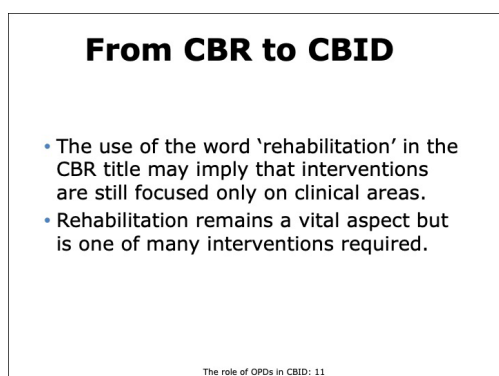 From CBR to CBID
• The use of the word ‘rehabilitation’ in the
CBR title may imply that interventions
are still focused only on clinical areas.
• Rehabilitation remains a vital aspect but
is one of many interventions required.
The role of OPDs in CBID: 11